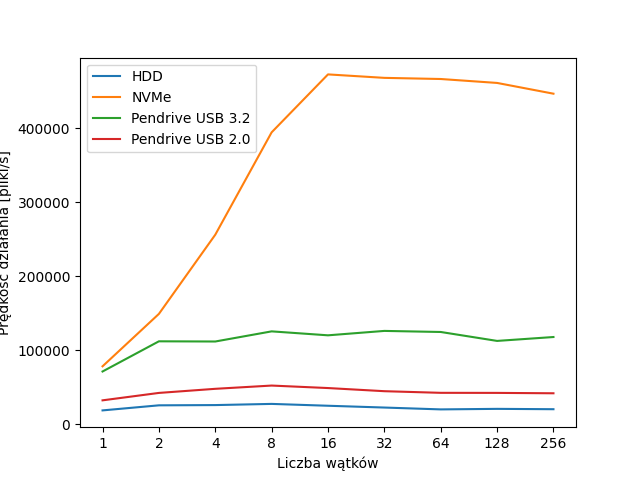 HDD
NVMe
Pendrive USB 3.2
Pendrive USB 2.0
Prędkość działania [pliki/s]
400000
300000
200000
100000
0
1 2 4 8 16 32 64 128 256
Liczba wątków